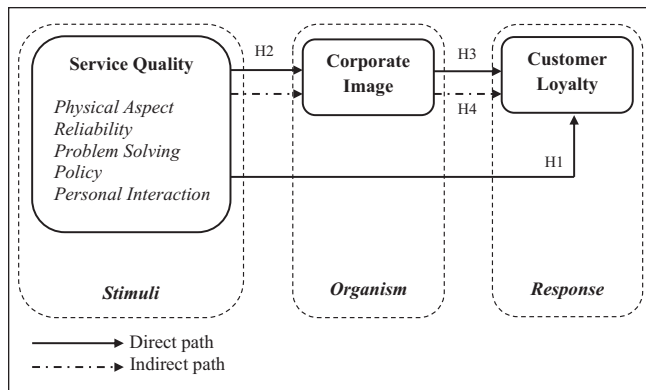 Service Quality
Physical Aspect
Reliability
Problem Solving
Policy
Personal Interaction
Stimuli
H2
Corporate
Image
Organism
H3
H4
Customer
Loyalty
H1
Response
Direct path
Indirect path